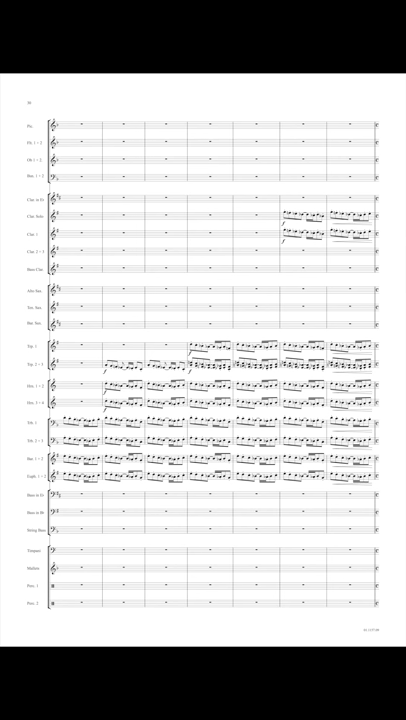 Picc.
Flt. 1 + 2
Ob 1 + 2
Bsn. 1 + 2
Clar. in Eb
Clar. Solo
Clar. 1
Clar. 2 + 3
Bass Clar.
Alto Sax.
Ten. Sax.
Bar. Sax.
Trp. 1
Trp. 2 + 3
f
f
Hrn. 1 + 2
f
Hrn. 3 + 4
f
Trb. 1
Trb. 2 + 3
Bar. 1 + 2
Euph. 1 + 2
Bass in Eb
Bass in Bb
String Bass
Timpani
Mallets
Perc. 1
Perc. 2